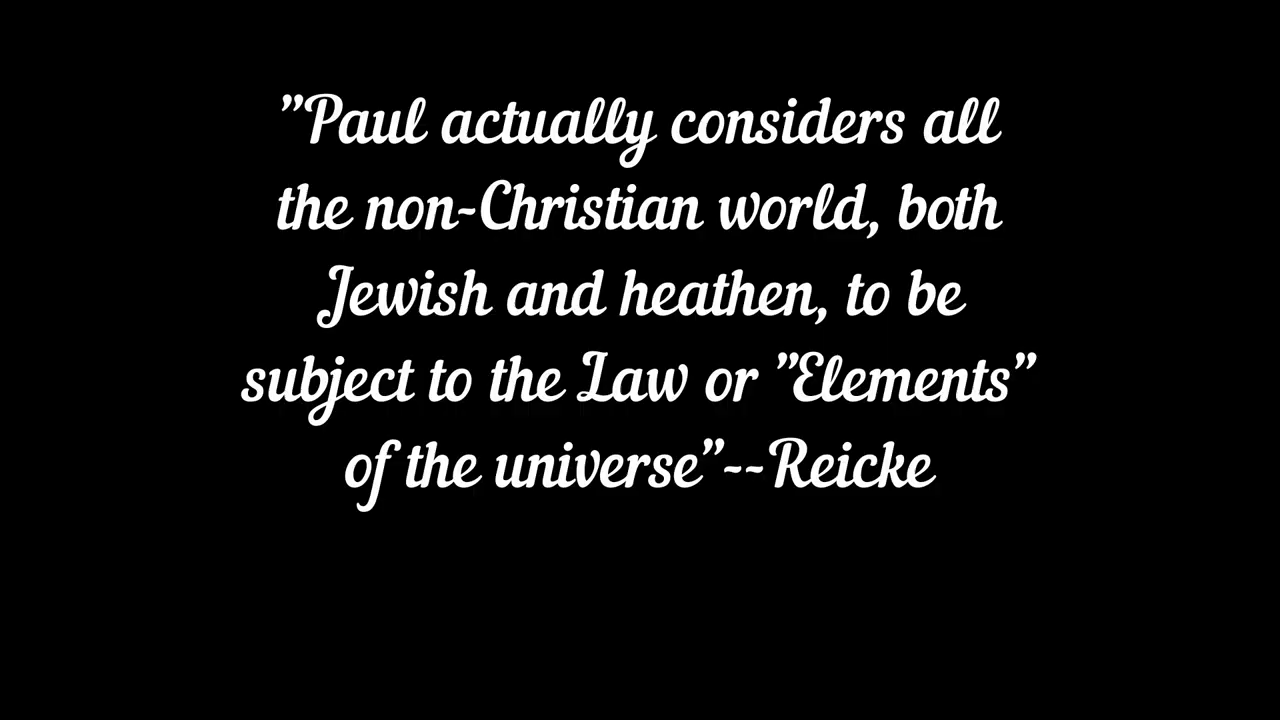 "Paul actually considers all
the non-Christian world, both
Jewish and heathen, to be
subject to the Law or "Elements"
of the universe"--Reicke